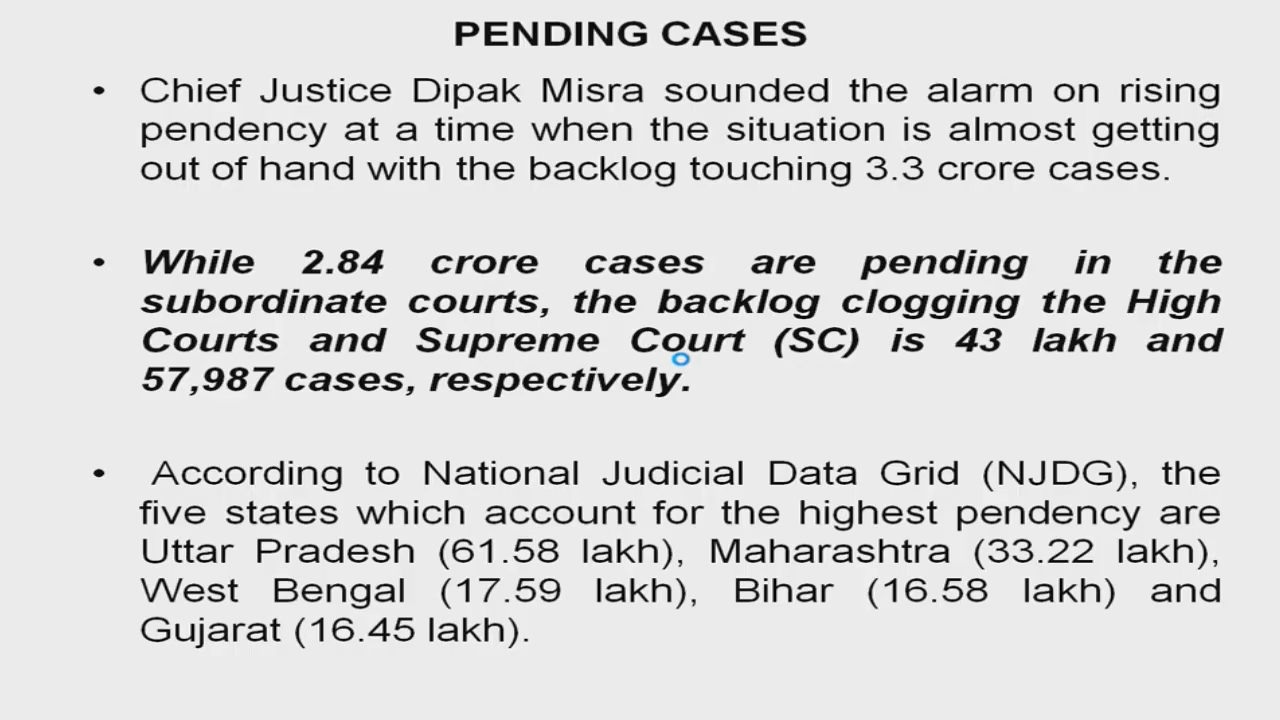 PENDING CASES
• Chief Justice Dipak Misra sounded the alarm on rising
pendency at a time when the situation is almost getting
out of hand with the backlog touching 3.3 crore cases.
• While 2.84 crore cases are pending in the
subordinate courts, the backlog clogging the High
Courts and Supreme Court (SC) is 43 lakh and
57,987 cases, respectively.
• According to National Judicial Data Grid (NJDG), the
five states which account for the highest pendency are
Uttar Pradesh (61.58 lakh), Maharashtra (33.22 lakh),
West Bengal (17.59 lakh), Bihar (16.58 lakh) and
Gujarat (16.45 lakh).